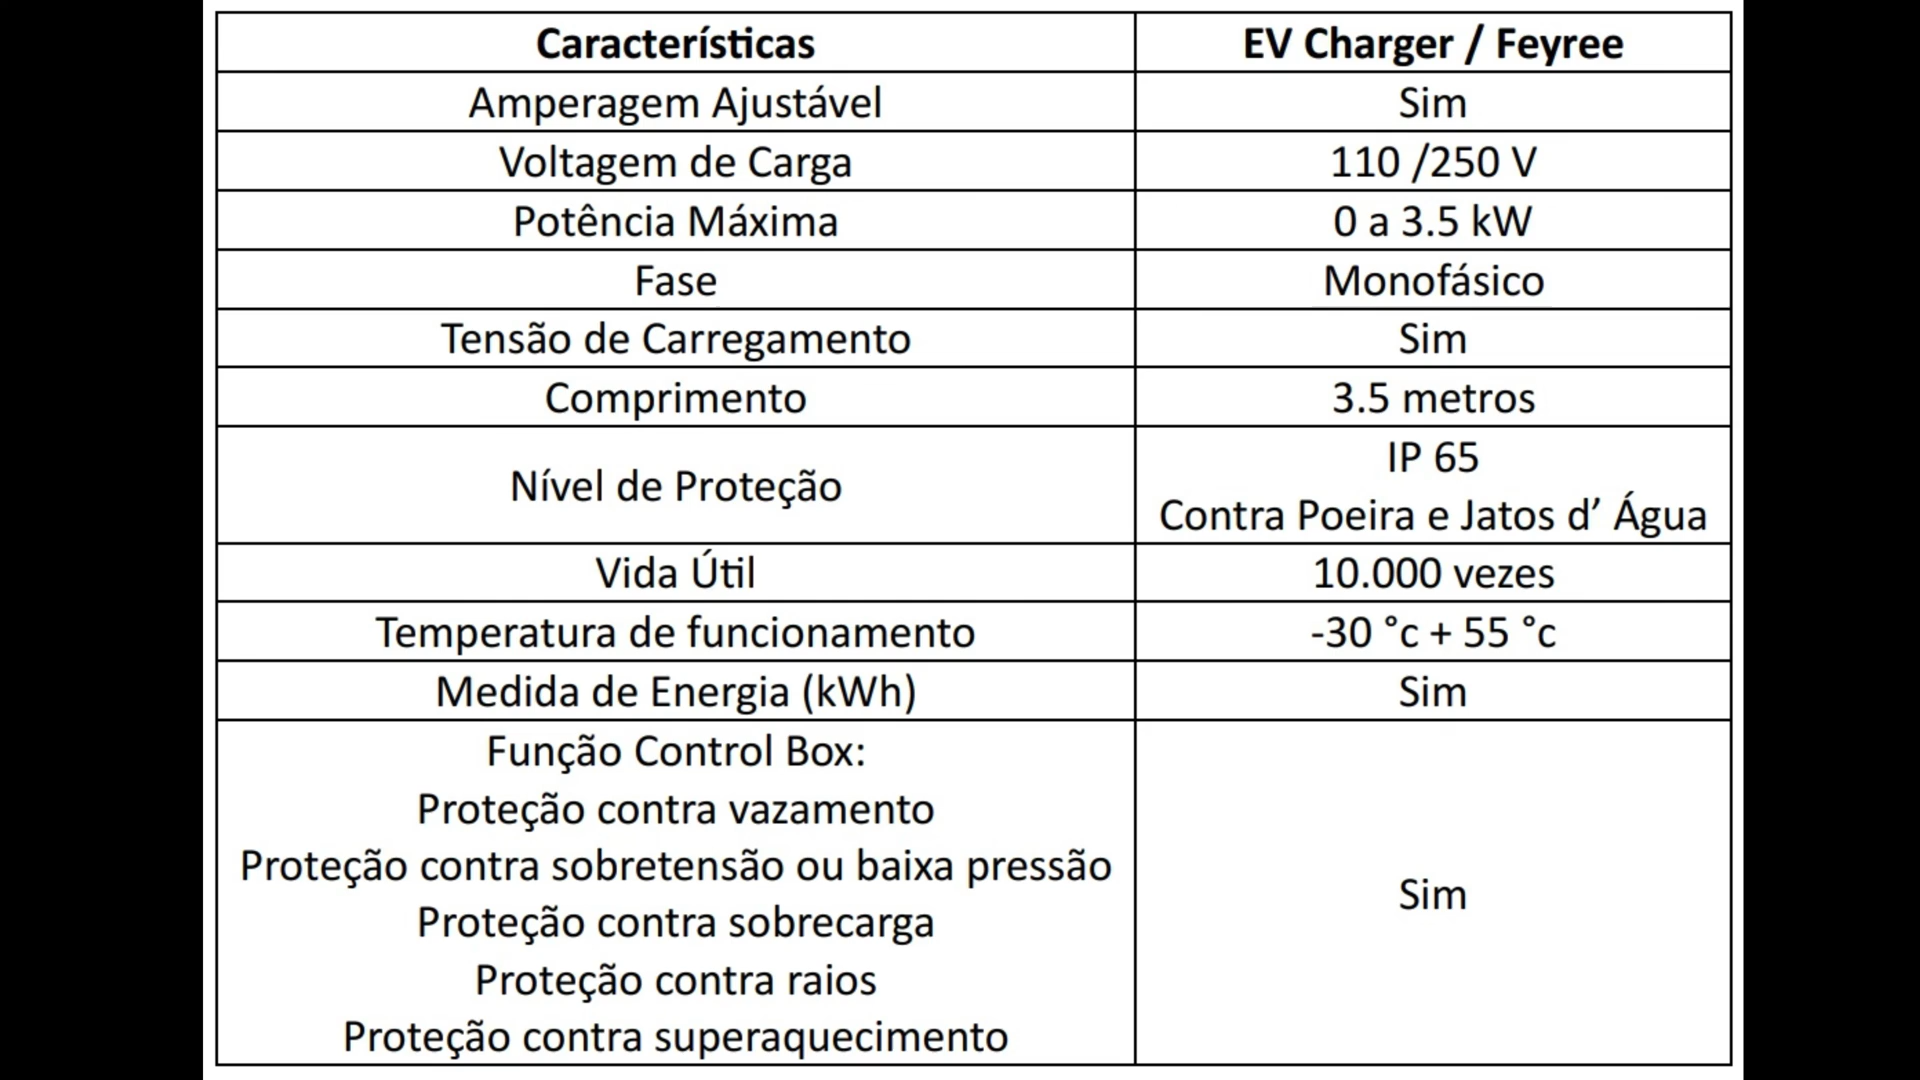 Características
EV Charger / Feyree
Amperagem Ajustável
Sim
Voltagem de Carga
110 /250 V
Potência Máxima
0 a 3.5 kW
Fase
Monofásico
Tensão de Carregamento
Sim
Comprimento
3.5 metros
Nível de Proteção
IP 65
Contra Poeira e Jatos d’ Água
Vida Útil
10.000 vezes
Temperatura de funcionamento
-30 °c + 55 °c
Medida de Energia (kWh)
Sim
Função Control Box:
Proteção contra vazamento
Proteção contra sobretensão ou baixa pressão
Proteção contra sobrecarga
Proteção contra raios
Proteção contra superaquecimento
Sim